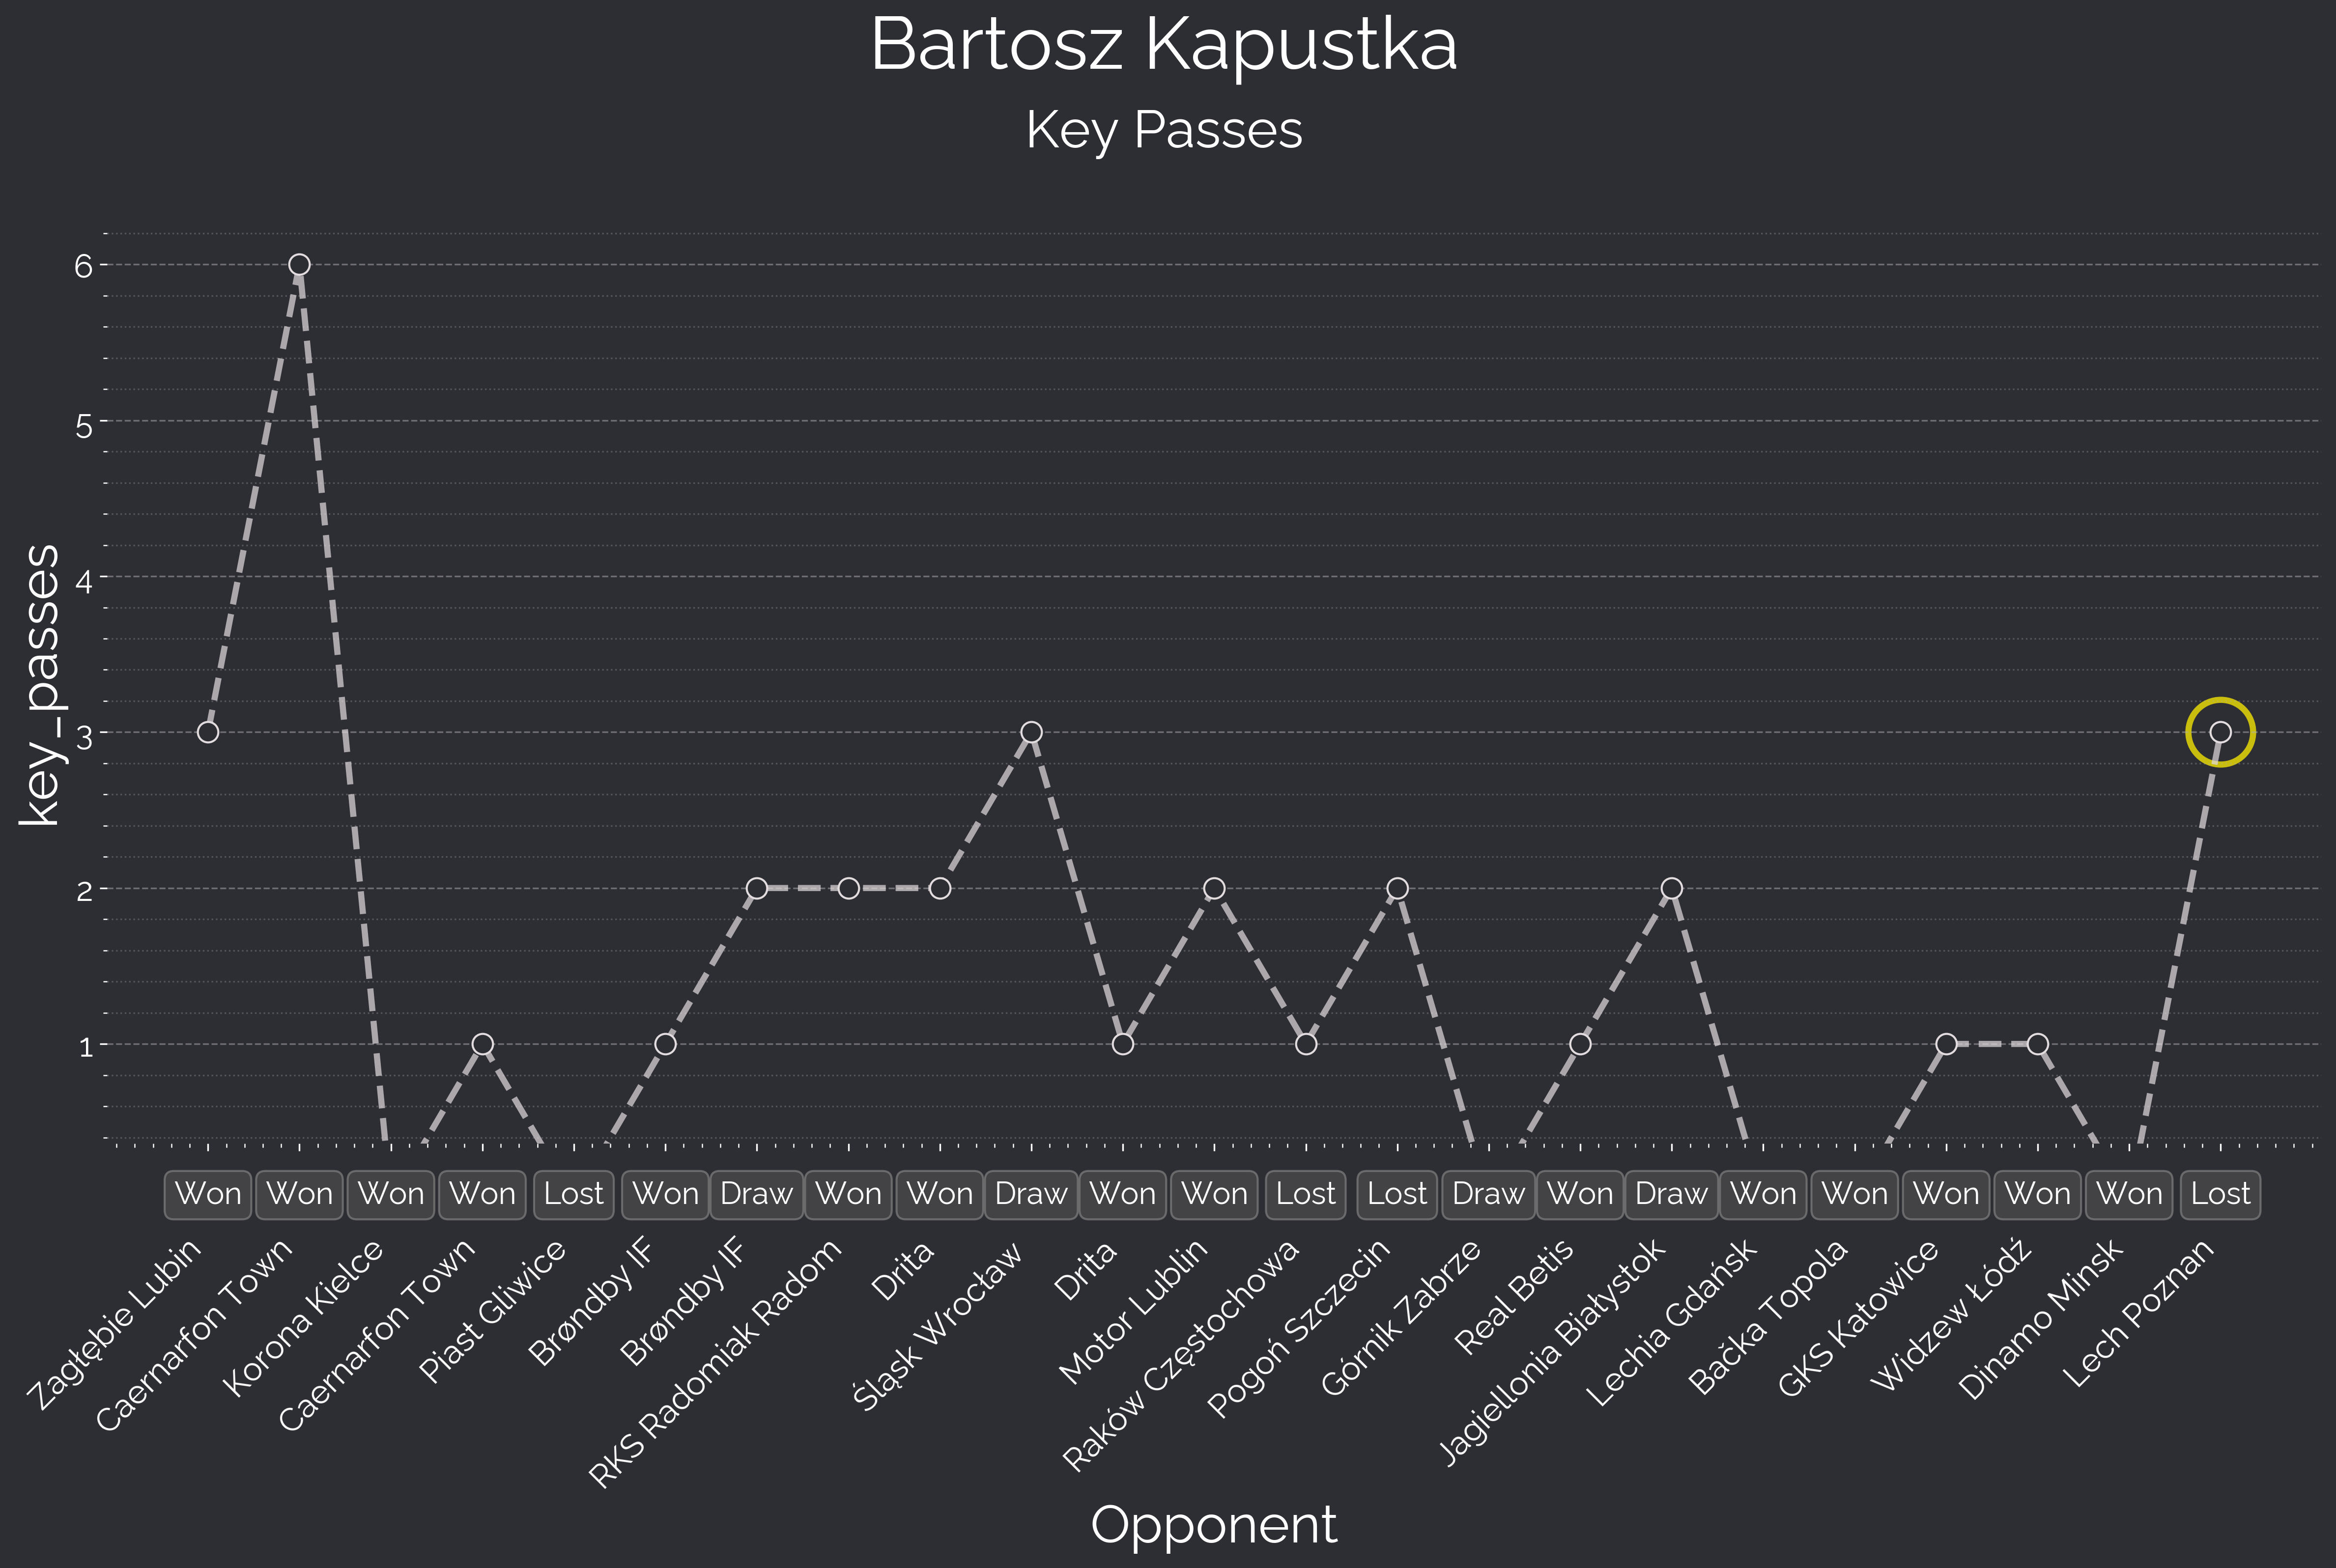 Bartosz Kapustka
Key Passes
key_passes
6
5
4
3
2
1
Won Won Won Won Lost Won Draw Won Won Draw Won Won Lost Lost Draw Won Draw Won Won Won Won Won Lost
Zagłębie Lubin
Caernarfon Town
Korona Kielce
Caernarfon Town
Piast Gliwice
Brøndby IF
Brøndby IF
RKS Radomiak Radom
Drita
Śląsk Wrocław
Drita
Motor Lublin
Raków Częstochowa
Pogoń Szczecin
Górnik Zabrze
Real Betis
Jagielllonia Białystok
Lechia Gdańsk
Bačka Topola
GKS Katowice
Widzew Łódź
Dinamo Minsk
Lech Poznan
Opponent